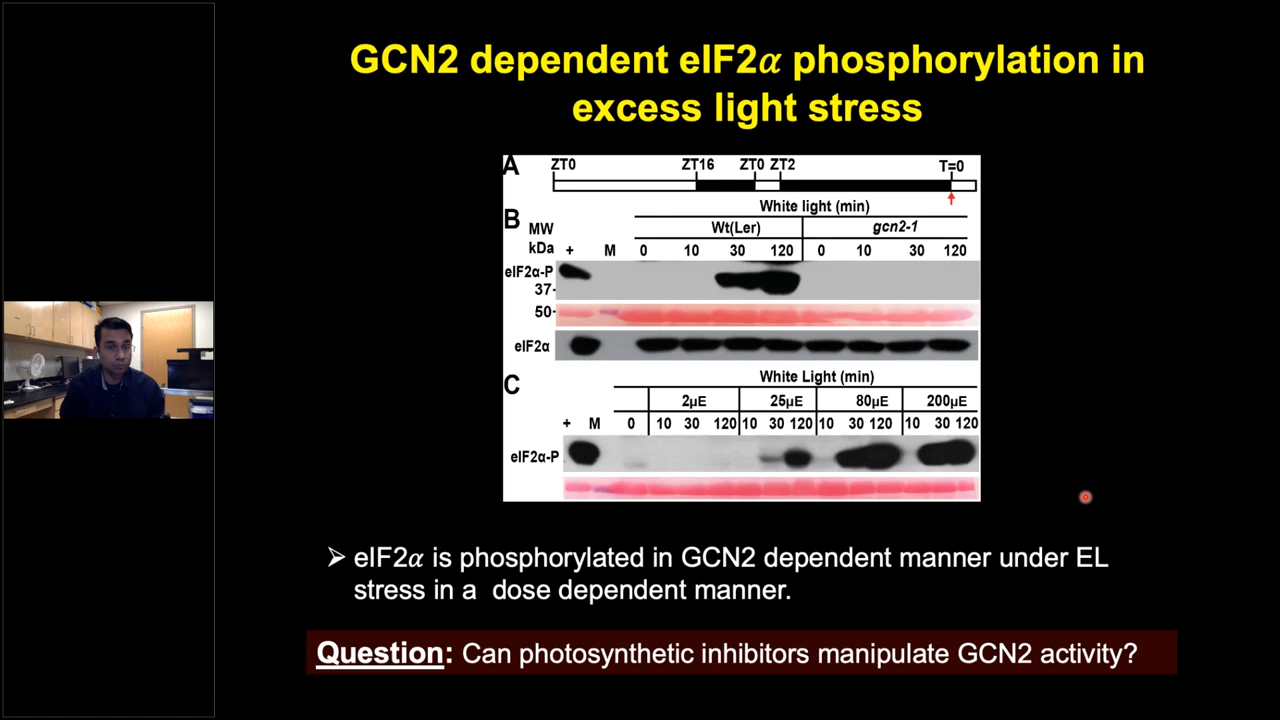 GCN2 dependent eIF2𝛼 phosphorylation in
excess light stress
A ZT0 ZT16 ZT0 ZT2 T=0
White light (min)
B MW Wt(Ler) gcn2-1
kDa + M 0 10 30 120 0 10 30 120
eIF2α-P
37-
50-
eIF2α
C White Light (min)
2µE 25µE 80µE 200µE
+ M 0 10 30 120 10 30 120 10 30 120 10 30 120
eIF2α-P
➢ eIF2𝛼 is phosphorylated in GCN2 dependent manner under EL
stress in a dose dependent manner.
Question: Can photosynthetic inhibitors manipulate GCN2 activity?